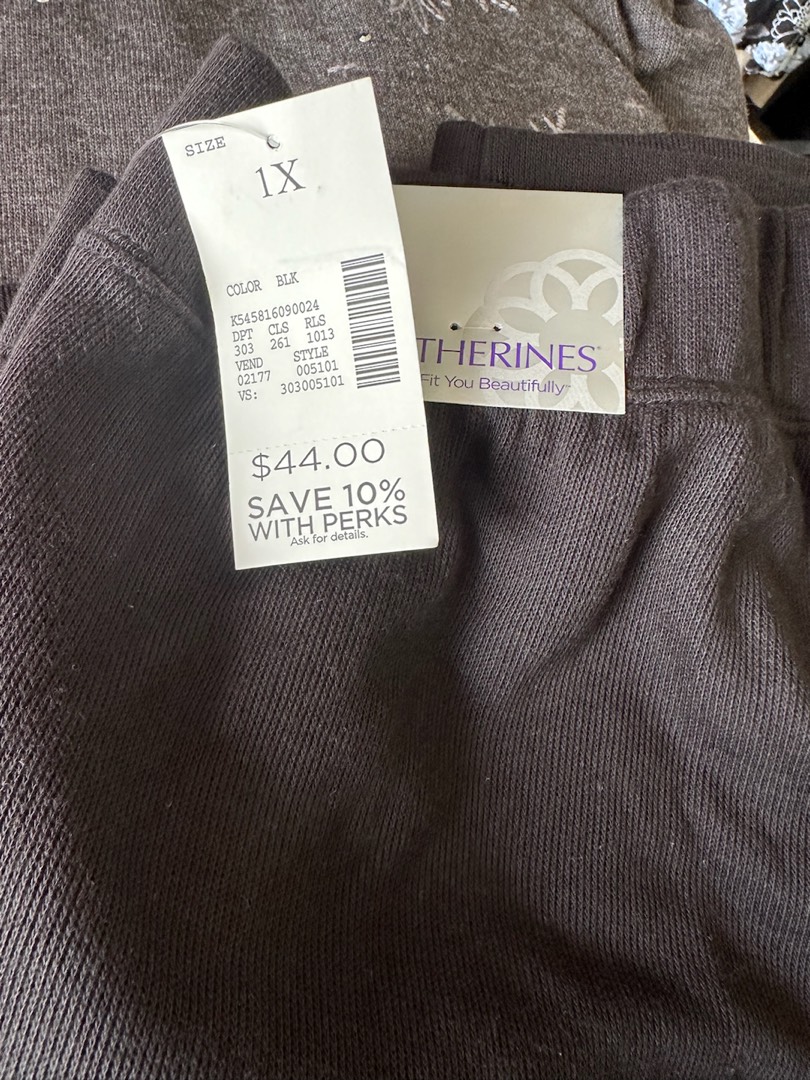 SIZE
1X
COLOR BLK
K545816090024
DPT CLS RLS
303 261 1013
VEND STYLE
02177 005101
VS: 303005101
$44.00
SAVE 10%
WITH PERKS
Ask for details.
THERINES®
Fit You Beautifully™